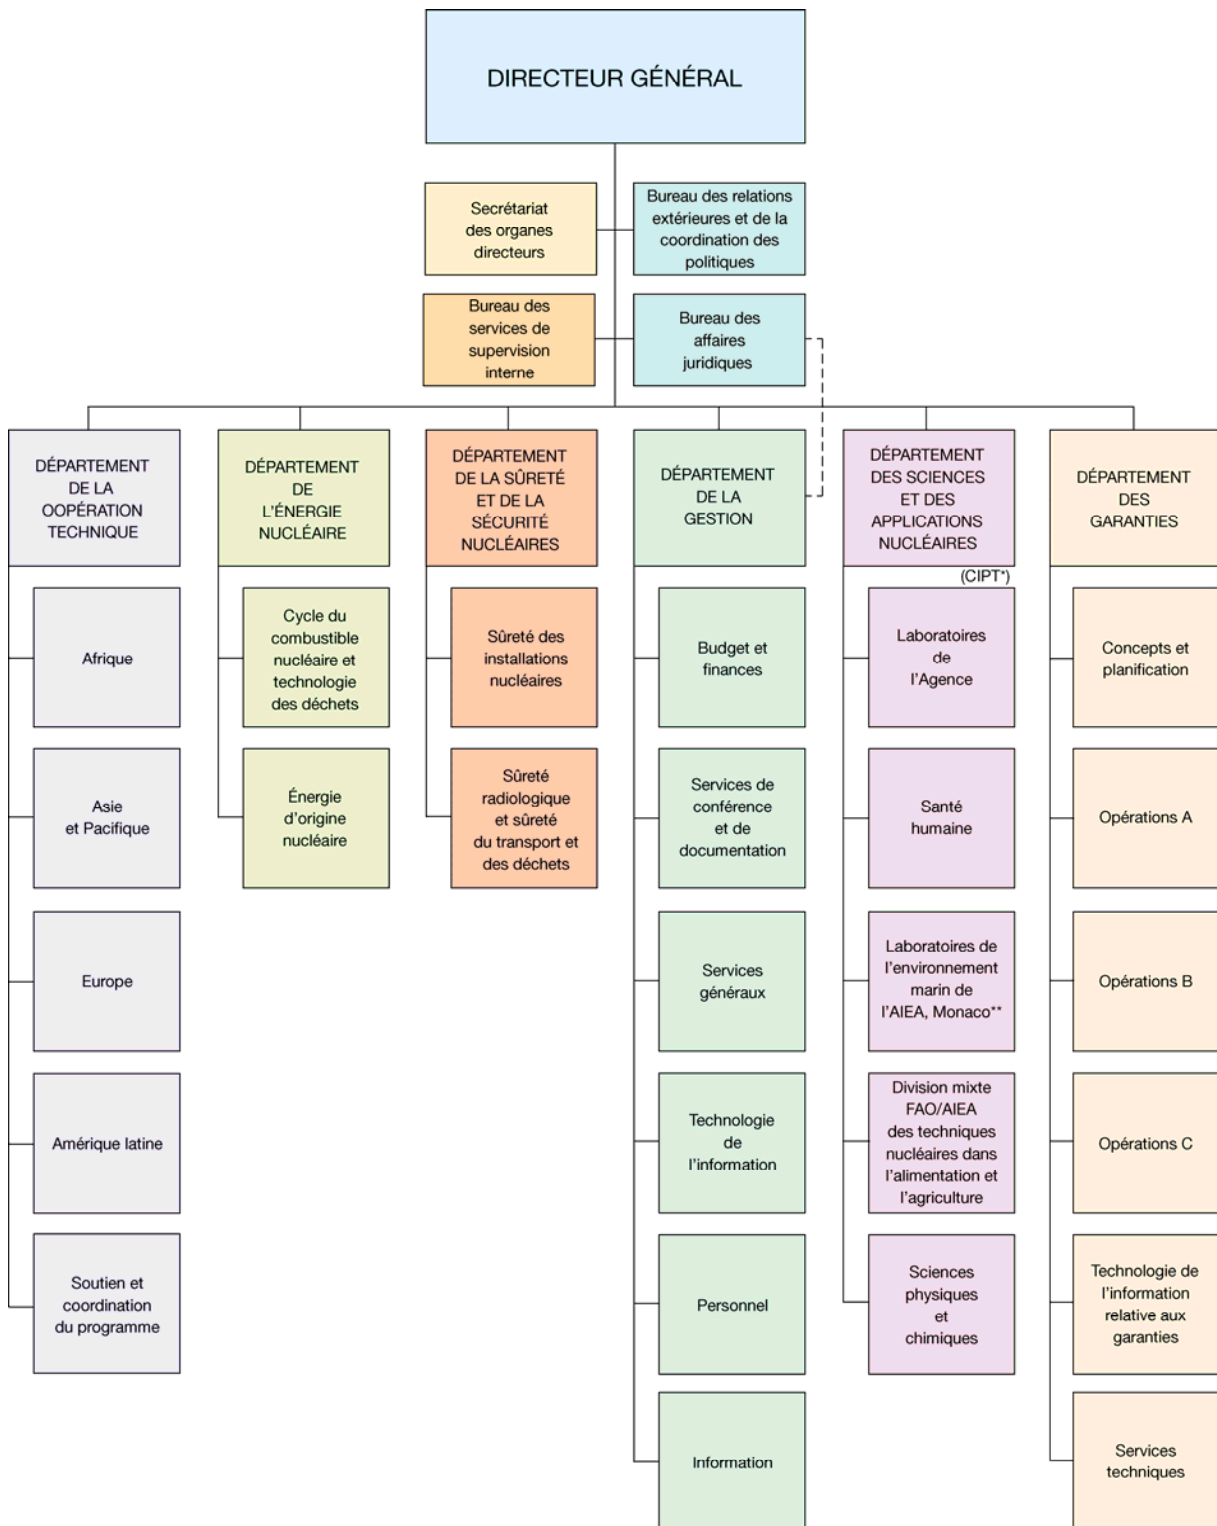 DIRECTEUR GÉNÉRAL
Secrétariat
des organes
directeurs
Bureau des relations
extérieures et de la
coordination des
politiques
Bureau des
services de
supervision
interne
Bureau des
affaires
juridiques
DÉPARTEMENT
DE LA
OOPÉRATION
TECHNIQUE
DÉPARTEMENT
DE
L'ÉNERGIE
NUCLÉAIRE
DÉPARTEMENT
DE LA SÛRETÉ
ET DE LA
SÉCURITÉ
NUCLÉAIRES
DÉPARTEMENT
DE LA
GESTION
DÉPARTEMENT
DES SCIENCES
ET DES
APPLICATIONS
NUCLÉAIRES
(CIPT*)
DÉPARTEMENT
DES
GARANTIES
Afrique
Asie
et Pacifique
Europe
Amérique latine
Soutien et
coordination
du programme
Cycle du
combustible
nucléaire et
technologie
des déchets
Énergie
d'origine
nucléaire
Sûreté des
installations
nucléaires
Sûreté
radiologique
et sûreté
du transport et
des déchets
Budget et
finances
Services de
conférence
et de
documentation
Services
généraux
Technologie
de
l'information
Personnel
Information
Laboratoires
de
l'Agence
Santé
humaine
Laboratoires de
l'environnement
marin de
l'AIEA, Monaco**
Division mixte
FAO/AIEA
des techniques
nucléaires dans
l'alimentation et
l'agriculture
Sciences
physiques
et
chimiques
Concepts et
planification
Opérations A
Opérations B
Opérations C
Technologie de
l'information
relative aux
garanties
Services
techniques